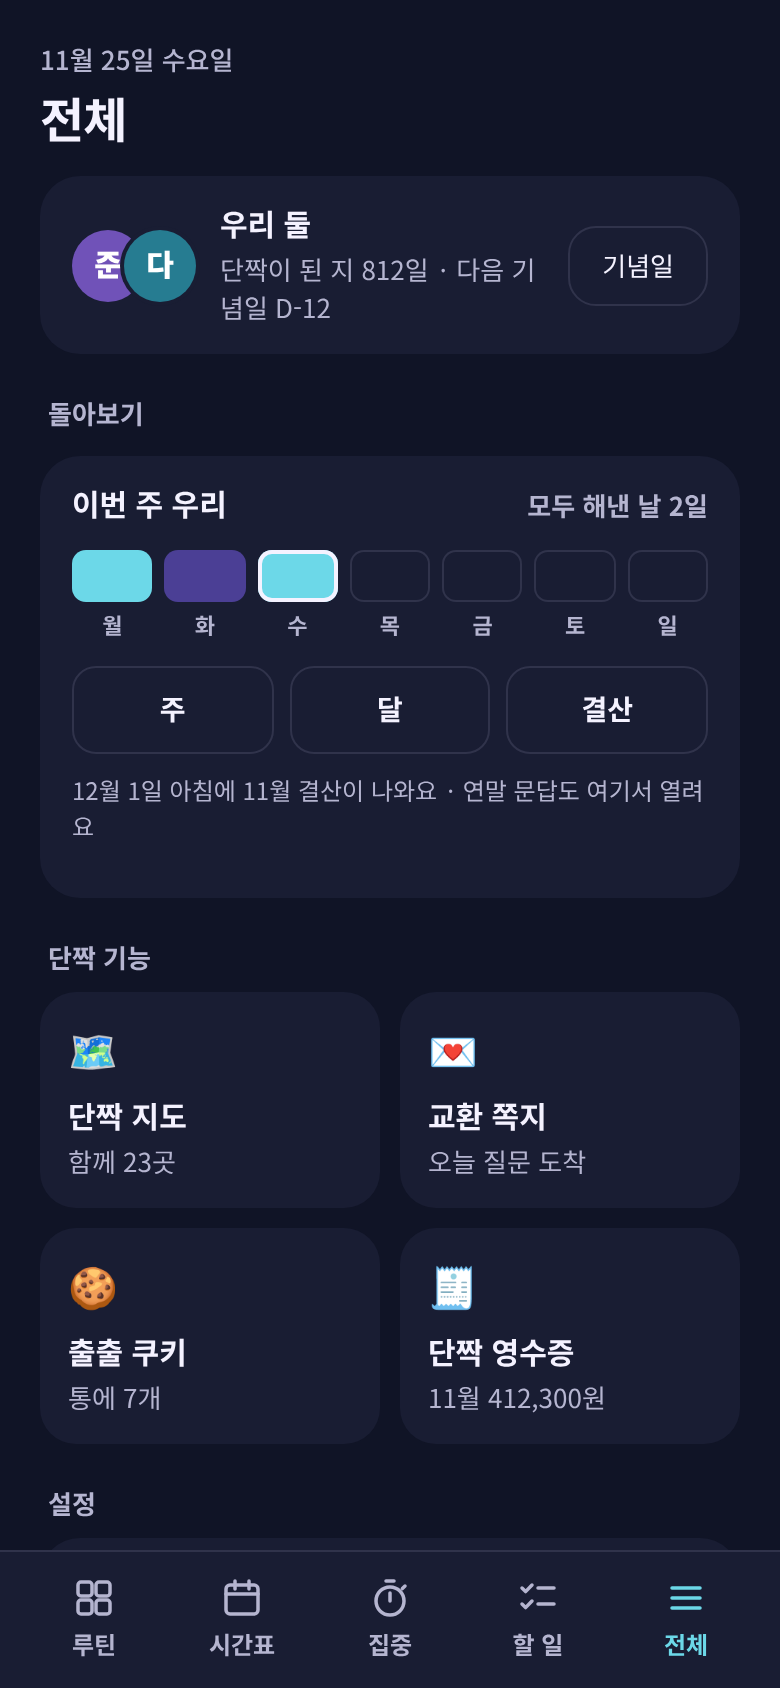 11월 25일 수요일
전체
준 다
우리 둘
단짝이 된 지 812일 · 다음 기
념일 D-12
기념일
돌아보기
이번 주 우리
모두 해낸 날 2일
월 화 수 목 금 토 일
주 달 결산
12월 1일 아침에 11월 결산이 나와요 · 연말 문답도 여기서 열려
요
단짝 기능
단짝 지도
함께 23곳
교환 쪽지
오늘 질문 도착
출출 쿠키
통에 7개
단짝 영수증
11월 412,300원
설정
루틴 시간표 집중 할 일 전체